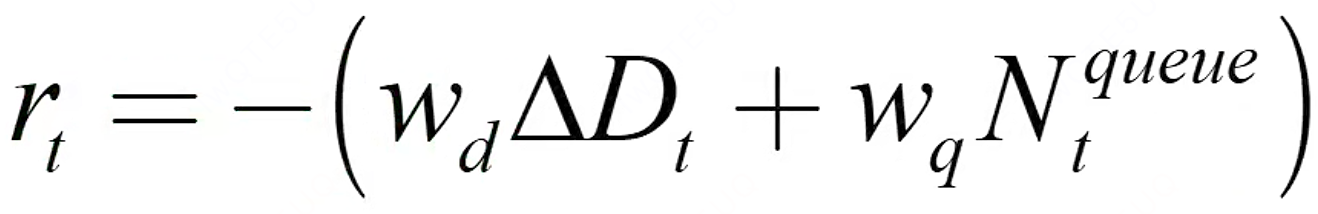 r_t = -(w_d ΔD_t + w_q N_t^{queue})